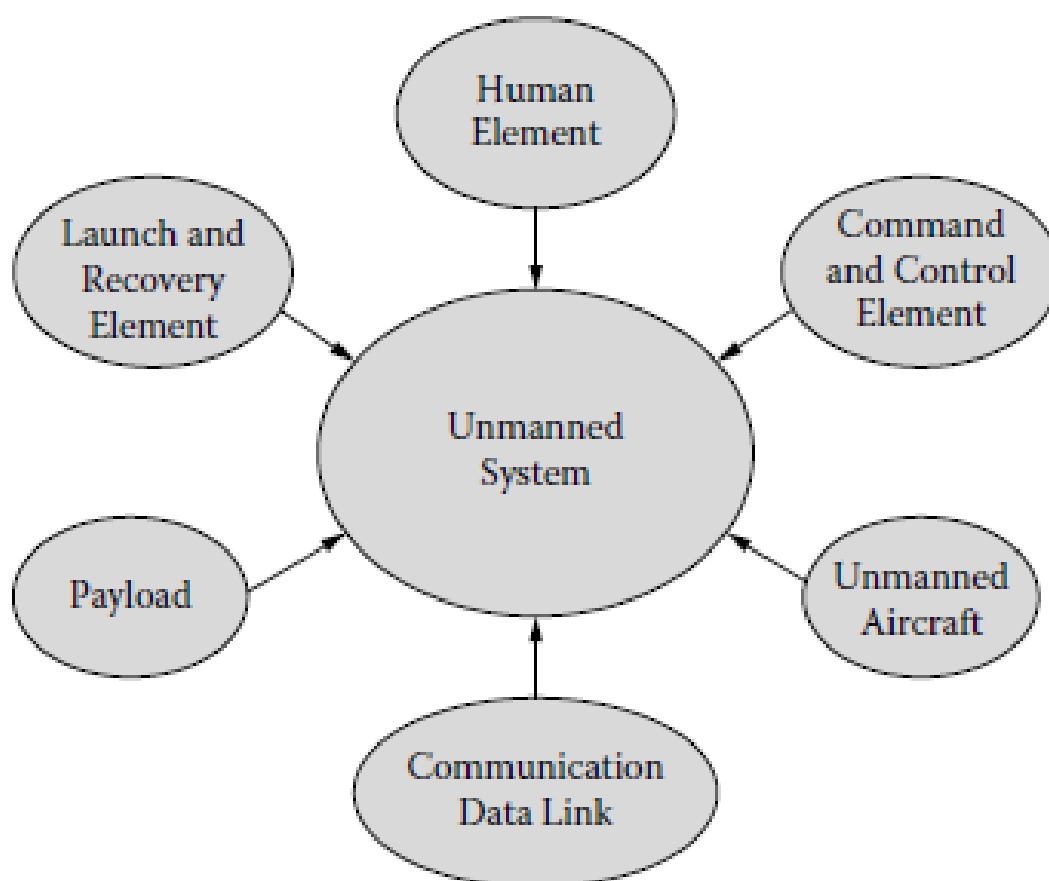 Human
Element
Launch and
Recovery
Element
Command
and Control
Element
Unmanned
System
Payload
Unmanned
Aircraft
Communication
Data Link